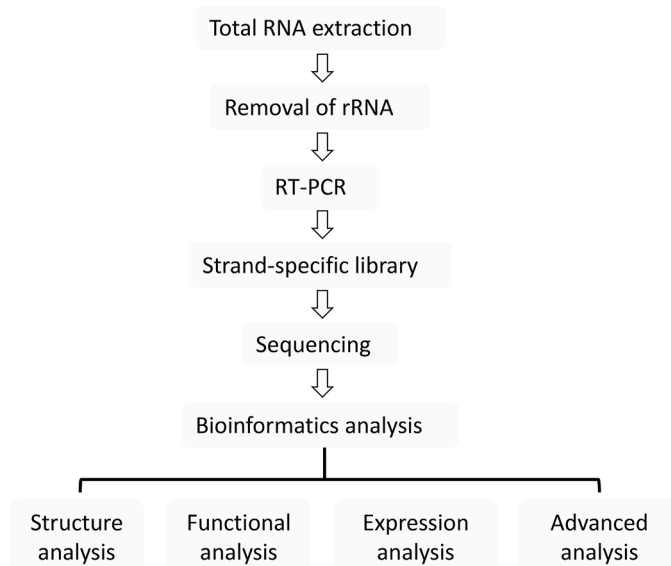 Total RNA extraction
Removal of rRNA
RT-PCR
Strand-specific library
Sequencing
Bioinformatics analysis
Structure
analysis
Functional
analysis
Expression
analysis
Advanced
analysis